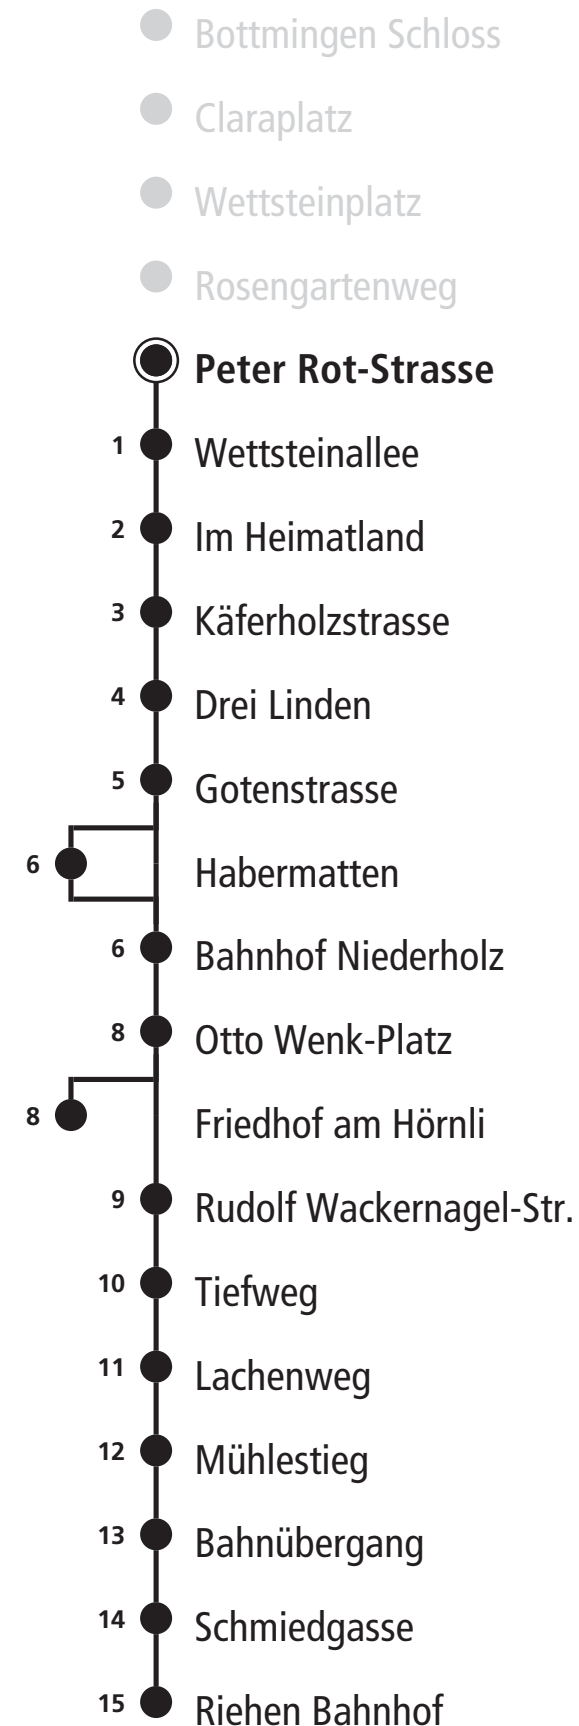 Bottmingen Schloss
Claraplatz
Wettsteinplatz
Rosengartenweg
Peter Rot-Strasse
1 Wettsteinallee
2 Im Heimatland
3 Käferholzstrasse
4 Drei Linden
5 Gotenstrasse
6 Habermatten
6 Bahnhof Niederholz
8 Otto Wenk-Platz
8 Friedhof am Hörnli
9 Rudolf Wackernagel-Str.
10 Tiefweg
11 Lachenweg
12 Mühlestieg
13 Bahnübergang
14 Schmiedgasse
15 Riehen Bahnhof